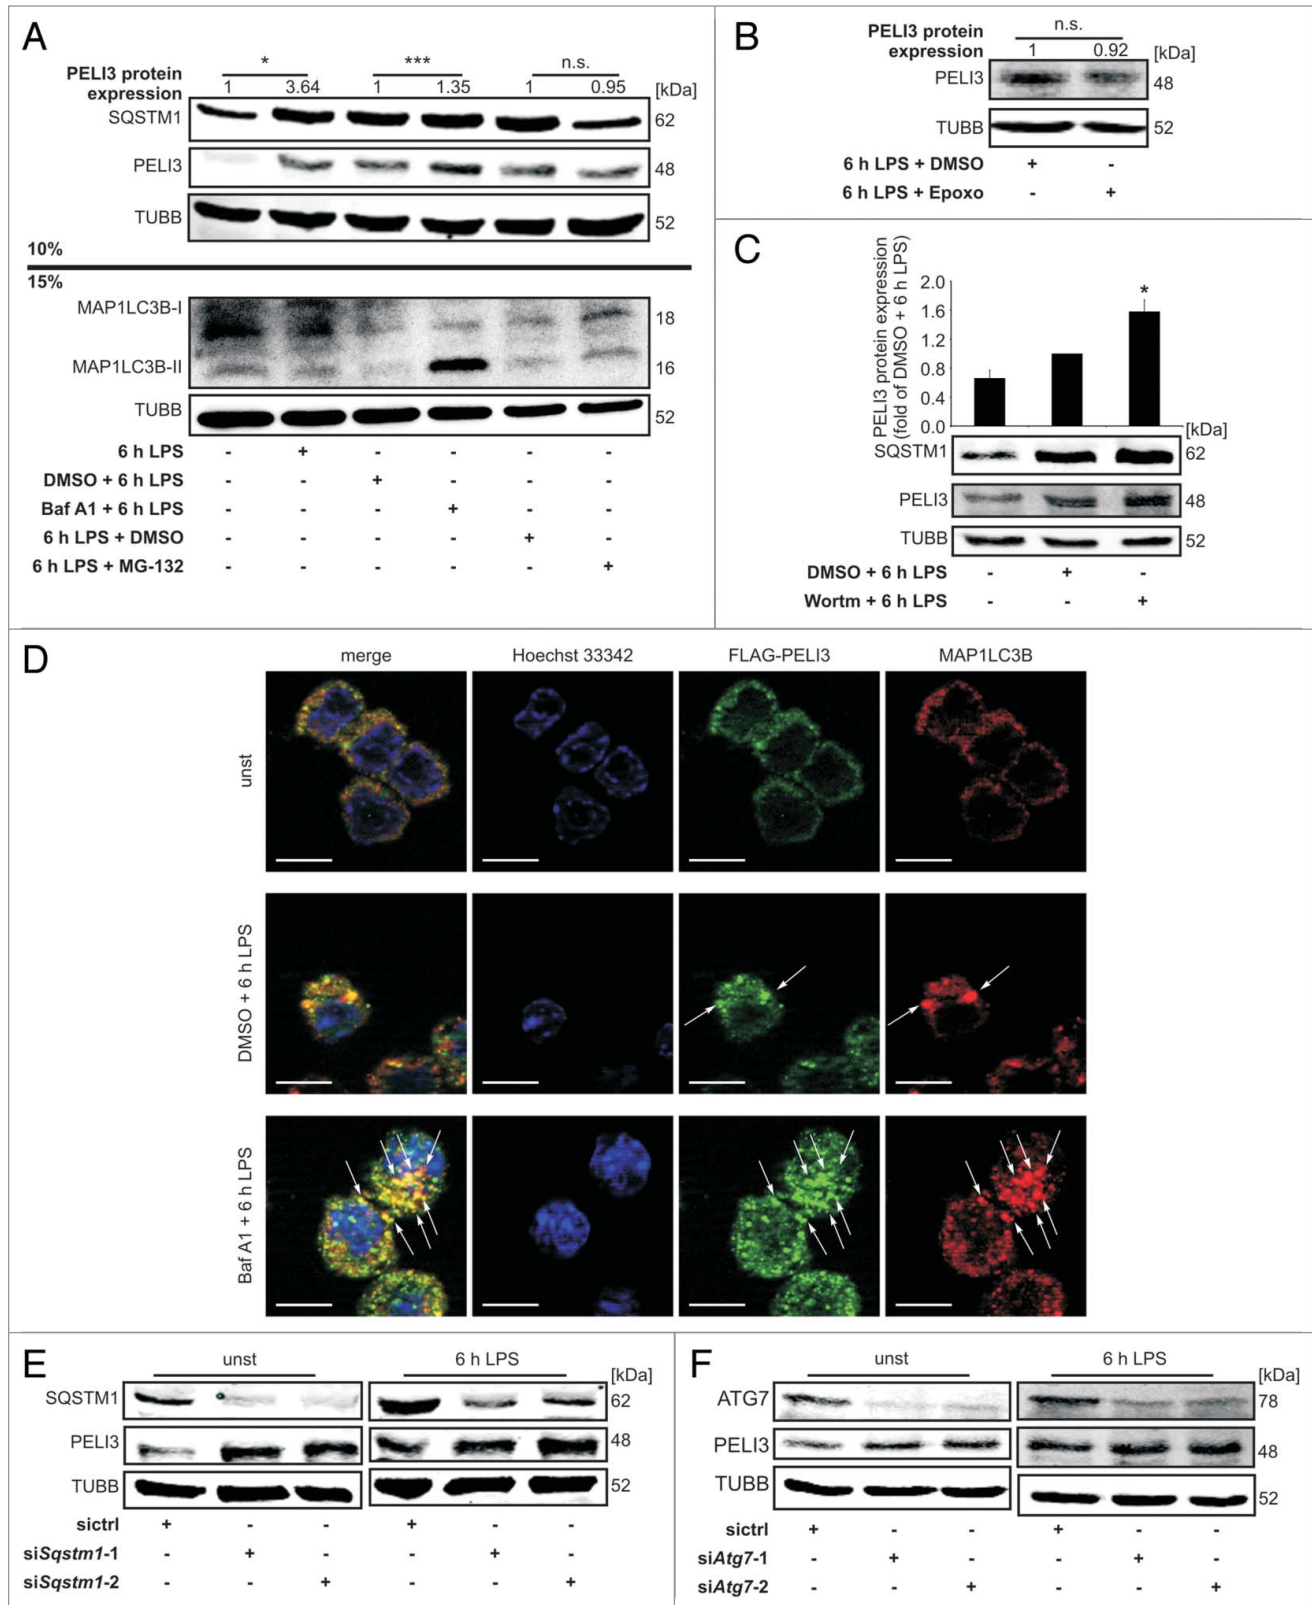 A
* *** n.s.
PELI3 protein
expression 1 3.64 1 1.35 1 0.95 [kDa]
SQSTM1 62
PELI3 48
TUBB 52
10%
15%
MAP1LC3B-I 18
MAP1LC3B-II 16
TUBB 52
6 h LPS - + - - - -
DMSO + 6 h LPS - - + - - -
Baf A1 + 6 h LPS - - - + - -
6 h LPS + DMSO - - - - + -
6 h LPS + MG-132 - - - - - +
B
n.s.
PELI3 protein
expression 1 0.92 [kDa]
PELI3 48
TUBB 52
6 h LPS + DMSO + -
6 h LPS + Epoxo - +
C
PELI3 protein expression
(fold of DMSO + 6 h LPS)
2.0
1.6
1.2
0.8
0.4
0.0
*
[kDa]
SQSTM1 62
PELI3 48
TUBB 52
DMSO + 6 h LPS - + -
Wortm + 6 h LPS - - +
D
merge Hoechst 33342 FLAG-PELI3 MAP1LC3B
unst
DMSO + 6 h LPS
Baf A1 + 6 h LPS
E
unst 6 h LPS [kDa]
SQSTM1 62
PELI3 48
TUBB 52
sictrl + - - + - -
siSqstm1-1 - + - - + -
siSqstm1-2 - - + - - +
F
unst 6 h LPS [kDa]
ATG7 78
PELI3 48
TUBB 52
sictrl + - - + - -
siAtg7-1 - + - - + -
siAtg7-2 - - + - - +